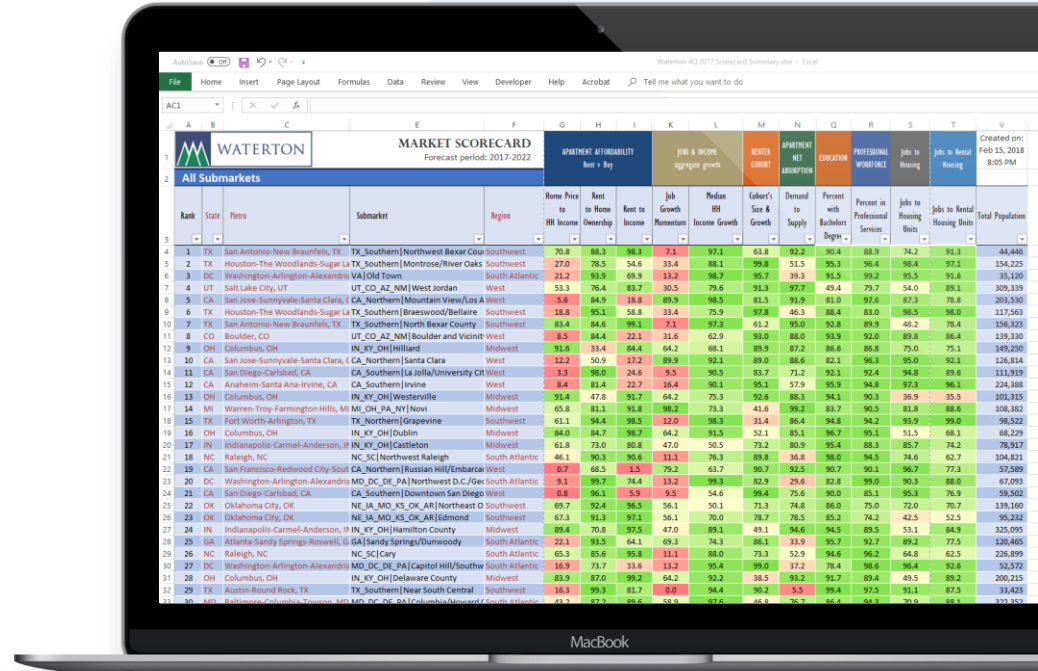 AutoSave Off Waterton 4Q 2017 Scorecard Summary.xlsx - Excel
File Home Insert Page Layout Formulas Data Review View Developer Help Acrobat Tell me what you want to do
AC1 fx
A B C E F G H I K L M N Q R S T V
1 WATERTON MARKET SCORECARD Forecast period: 2017-2022 APARTMENT AFFORDABILITY Rent v Buy JOBS & INCOME aggregate growth RENTER COHORT APARTMENT NET ABSORPTION EDUCATION PROFESSIONAL WORKFORCE Jobs to Housing Jobs to Rental Housing Created on: Feb 15, 2018 8:05 PM
2 All Submarkets
3 Rank State Metro Submarket Region Home Price to HH Income Rent to Home Ownership Rent to Income Job Growth Momentum Median HH Income Growth Cohort's Size & Growth Demand to Supply Percent with Bachelors Degree Percent in Professional Services Jobs to Housing Units Jobs to Rental Housing Units Total Population
4 1 TX San Antonio-New Braunfels, TX TX_Southern|Northwest Bexar Cou Southwest 70.8 88.3 98.3 7.1 97.1 63.8 92.2 90.4 88.9 74.2 91.3 44,446
5 2 TX Houston-The Woodlands-Sugar La TX_Southern|Montrose/River Oaks Southwest 27.0 78.5 54.6 33.4 88.1 99.8 51.5 95.3 96.4 98.4 97.1 154,225
6 3 DC Washington-Arlington-Alexandria VA|Old Town South Atlantic 21.2 93.9 69.9 13.2 98.7 95.7 39.3 91.5 99.2 95.5 91.6 35,120
7 4 UT Salt Lake City, UT UT_CO_AZ_NM|West Jordan West 53.3 76.4 83.7 30.5 79.6 91.3 97.7 49.4 79.7 54.0 89.1 309,339
8 5 CA San Jose-Sunnyvale-Santa Clara, C CA_Northern|Mountain View/Los A West 5.6 84.9 18.8 89.9 98.5 81.5 91.9 81.0 97.6 87.3 78.8 203,530
9 6 TX Houston-The Woodlands-Sugar La TX_Southern|Braeswood/Bellaire Southwest 18.8 95.1 58.8 33.4 75.9 97.8 46.3 88.4 83.0 98.5 98.0 117,563
10 7 TX San Antonio-New Braunfels, TX TX_Southern|North Bexar County Southwest 83.4 84.6 99.1 7.1 97.3 61.2 95.0 92.8 89.9 48.2 78.4 156,323
11 8 CO Boulder, CO UT_CO_AZ_NM|Boulder and Vicinit West 8.5 84.4 22.1 31.6 62.9 93.0 88.0 93.9 92.0 89.8 86.4 139,330
12 9 OH Columbus, OH IN_KY_OH|Hilliard Midwest 91.6 33.4 84.4 64.2 68.1 89.9 87.2 86.6 86.8 75.0 75.1 149,250
13 10 CA San Jose-Sunnyvale-Santa Clara, C CA_Northern|Santa Clara West 12.2 50.9 17.2 89.9 92.1 89.0 88.6 82.1 96.3 95.0 92.1 126,814
14 11 CA San Diego-Carlsbad, CA CA_Southern|La Jolla/University Cit West 3.3 98.0 24.6 9.5 90.5 83.7 71.2 92.1 92.4 94.8 89.6 111,919
15 12 CA Anaheim-Santa Ana-Irvine, CA CA_Southern|Irvine West 8.4 81.4 22.7 16.4 90.1 95.1 57.9 95.9 94.8 97.3 96.1 224,388
16 13 OH Columbus, OH IN_KY_OH|Westerville Midwest 91.4 47.8 91.7 64.2 75.3 92.6 88.3 94.1 90.3 36.9 35.5 101,315
17 14 MI Warren-Troy-Farmington Hills, MI MI_OH_PA_NY|Novi Midwest 65.8 81.1 91.8 98.2 73.3 41.6 99.2 83.7 90.5 81.8 88.6 108,382
18 15 TX Fort Worth-Arlington, TX TX_Northern|Grapevine Southwest 61.1 94.4 98.5 12.0 98.3 31.4 86.4 94.8 94.2 93.9 99.0 98,522
19 16 OH Columbus, OH IN_KY_OH|Dublin Midwest 84.0 84.7 98.7 64.2 91.5 52.1 85.1 96.7 95.1 51.5 68.1 68,229
20 17 IN Indianapolis-Carmel-Anderson, I IN_KY_OH|Castleton Midwest 61.8 73.0 80.8 47.0 50.5 73.2 80.9 95.4 88.3 85.7 74.2 78,917
21 18 NC Raleigh, NC NC_SC|Northwest Raleigh South Atlantic 46.1 90.3 90.6 11.1 76.3 89.8 36.8 98.0 94.5 74.6 62.7 104,821
22 19 CA San Francisco-Redwood City-Sout CA_Northern|Russian Hill/Embarca West 0.7 68.5 1.5 79.2 63.7 90.7 92.5 90.7 90.1 96.7 77.3 57,589
23 20 DC Washington-Arlington-Alexandria MD_DC_DE_PA|Northwest D.C./Geo South Atlantic 9.1 99.7 74.4 13.2 99.3 82.9 29.6 82.8 99.0 90.3 88.0 67,093
24 21 CA San Diego-Carlsbad, CA CA_Southern|Downtown San Diego West 0.8 96.1 5.9 9.5 54.6 99.4 75.6 90.0 85.1 95.3 76.9 59,502
25 22 OK Oklahoma City, OK NE_IA_MO_KS_OK_AR|Northeast O Southwest 69.7 92.4 96.5 56.1 50.1 71.3 74.8 86.0 75.0 72.0 70.7 139,160
26 23 OK Oklahoma City, OK NE_IA_MO_KS_OK_AR|Edmond Southwest 67.3 91.3 97.1 56.1 70.0 78.7 78.5 85.2 74.2 42.5 52.5 95,232
27 24 IN Indianapolis-Carmel-Anderson, I IN_KY_OH|Hamilton County Midwest 89.4 70.8 97.5 47.0 89.1 49.1 94.6 94.5 89.5 53.1 84.9 325,095
28 25 GA Atlanta-Sandy Springs-Roswell, G GA|Sandy Springs/Dunwoody South Atlantic 22.1 93.5 64.1 69.3 74.3 86.1 33.9 95.7 92.7 89.2 77.5 120,465
29 26 NC Raleigh, NC NC_SC|Cary South Atlantic 65.3 85.6 95.8 11.1 88.0 73.3 52.9 94.6 96.2 64.8 62.5 226,899
30 27 DC Washington-Arlington-Alexandria MD_DC_DE_PA|Capitol Hill/Southw South Atlantic 16.9 73.7 33.6 13.2 95.4 99.0 37.2 78.4 98.6 96.4 92.6 52,572
31 28 OH Columbus, OH IN_KY_OH|Delaware County Midwest 83.9 87.0 99.2 64.2 92.2 38.5 93.2 91.7 89.4 49.5 89.2 200,215
32 29 TX Austin-Round Rock, TX TX_Southern|Near South Central Southwest 16.3 99.3 81.7 0.0 94.4 90.2 5.5 99.4 97.5 91.1 87.5 33,423
MacBook